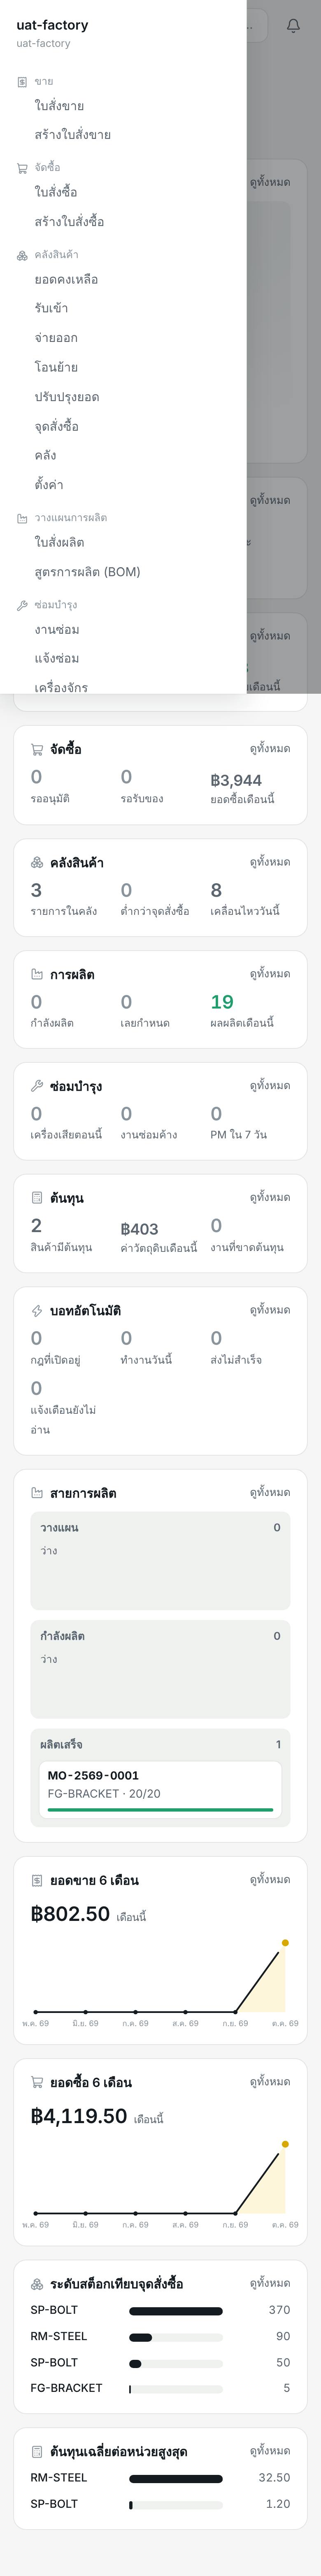 uat-factory
uat-factory
ขาย
ใบสั่งขาย
สร้างใบสั่งขาย
จัดซื้อ
ใบสั่งซื้อ
สร้างใบสั่งซื้อ
คลังสินค้า
ยอดคงเหลือ
รับเข้า
จ่ายออก
โอนย้าย
ปรับปรุงยอด
จุดสั่งซื้อ
คลัง
ตั้งค่า
วางแผนการผลิต
ใบสั่งผลิต
สูตรการผลิต (BOM)
ซ่อมบำรุง
งานซ่อม
แจ้งซ่อม
เครื่องจักร
ดูทั้งหมด
ดูทั้งหมด
ดูทั้งหมด
จัดซื้อ ดูทั้งหมด
0 0 ฿3,944
รออนุมัติ รอรับของ ยอดซื้อเดือนนี้
คลังสินค้า ดูทั้งหมด
3 0 8
รายการในคลัง ต่ำกว่าจุดสั่งซื้อ เคลื่อนไหววันนี้
การผลิต ดูทั้งหมด
0 0 19
กำลังผลิต เลยกำหนด ผลผลิตเดือนนี้
ซ่อมบำรุง ดูทั้งหมด
0 0 0
เครื่องเสียตอนนี้ งานซ่อมค้าง PM ใน 7 วัน
ต้นทุน ดูทั้งหมด
2 ฿403 0
สินค้ามีต้นทุน ค่าวัตถุดิบเดือนนี้ งานที่ขาดต้นทุน
บอทอัตโนมัติ ดูทั้งหมด
0 0 0
กฎที่เปิดอยู่ ทำงานวันนี้ ส่งไม่สำเร็จ
0
แจ้งเตือนยังไม่
อ่าน
สายการผลิต ดูทั้งหมด
วางแผน 0
ว่าง
กำลังผลิต 0
ว่าง
ผลิตเสร็จ 1
MO-2569-0001
FG-BRACKET · 20/20
ยอดขาย 6 เดือน ดูทั้งหมด
฿802.50 เดือนนี้
พ.ค. 69 มิ.ย. 69 ก.ค. 69 ส.ค. 69 ก.ย. 69 ต.ค. 69
ยอดซื้อ 6 เดือน ดูทั้งหมด
฿4,119.50 เดือนนี้
พ.ค. 69 มิ.ย. 69 ก.ค. 69 ส.ค. 69 ก.ย. 69 ต.ค. 69
ระดับสต็อกเทียบจุดสั่งซื้อ ดูทั้งหมด
SP-BOLT 370
RM-STEEL 90
SP-BOLT 50
FG-BRACKET 5
ต้นทุนเฉลี่ยต่อหน่วยสูงสุด ดูทั้งหมด
RM-STEEL 32.50
SP-BOLT 1.20